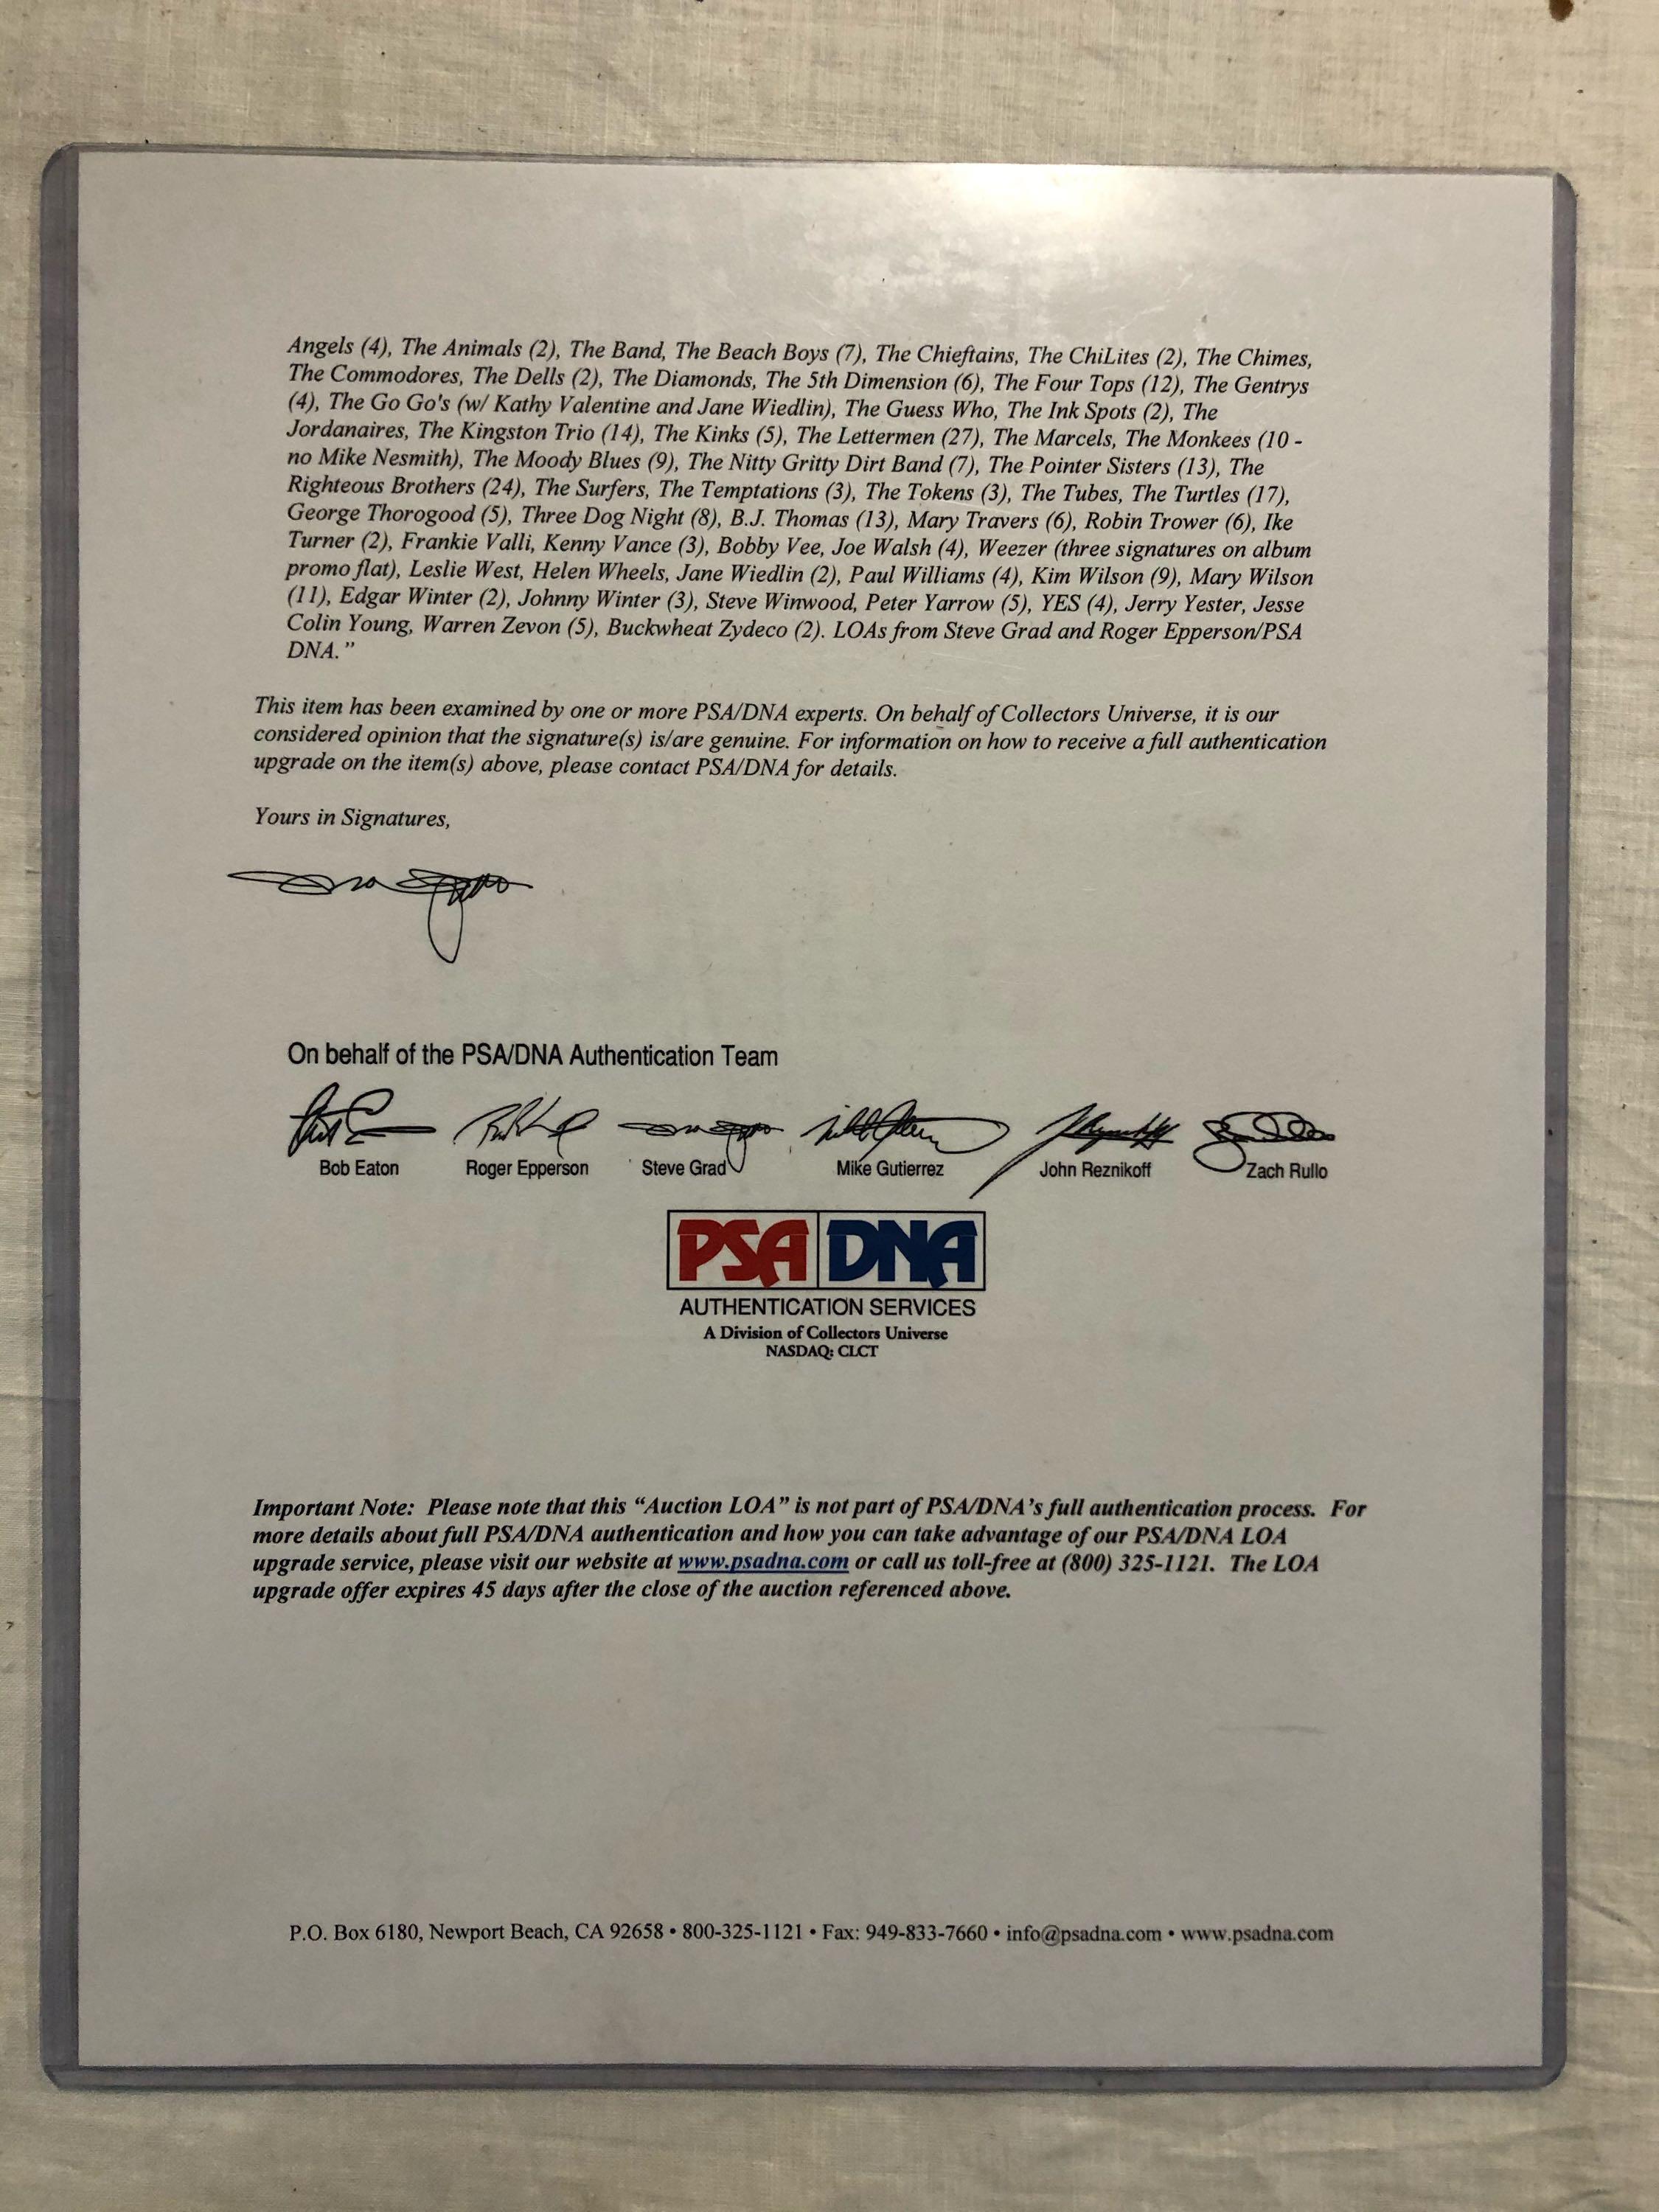 Angels (4), The Animals (2), The Band, The Beach Boys (7), The Chieftains, The ChiLites (2), The Chimes,
The Commodores, The Dells (2), The Diamonds, The 5th Dimension (6), The Four Tops (12), The Gentrys
(4), The Go Go's (w/ Kathy Valentine and Jane Wiedlin), The Guess Who, The Ink Spots (2), The
Jordanaires, The Kingston Trio (14), The Kinks (5), The Lettermen (27), The Marcels, The Monkees (10 -
no Mike Nesmith), The Moody Blues (9), The Nitty Gritty Dirt Band (7), The Pointer Sisters (13), The
Righteous Brothers (24), The Surfers, The Temptations (3), The Tokens (3), The Tubes, The Turtles (17),
George Thorogood (5), Three Dog Night (8), B.J. Thomas (13), Mary Travers (6), Robin Trower (6), Ike
Turner (2), Frankie Valli, Kenny Vance (3), Bobby Vee, Joe Walsh (4), Weezer (three signatures on album
promo flat), Leslie West, Helen Wheels, Jane Wiedlin (2), Paul Williams (4), Kim Wilson (9), Mary Wilson
(11), Edgar Winter (2), Johnny Winter (3), Steve Winwood, Peter Yarrow (5), YES (4), Jerry Yester, Jesse
Colin Young, Warren Zevon (5), Buckwheat Zydeco (2). LOAs from Steve Grad and Roger Epperson/PSA
DNA.”
This item has been examined by one or more PSA/DNA experts. On behalf of Collectors Universe, it is our
considered opinion that the signature(s) is/are genuine. For information on how to receive a full authentication
upgrade on the item(s) above, please contact PSA/DNA for details.
Yours in Signatures,
On behalf of the PSA/DNA Authentication Team
Bob Eaton Roger Epperson Steve Grad Mike Gutierrez John Reznikoff Zach Rullo
PSA DNA
AUTHENTICATION SERVICES
A Division of Collectors Universe
NASDAQ: CLCT
Important Note: Please note that this “Auction LOA” is not part of PSA/DNA’s full authentication process. For
more details about full PSA/DNA authentication and how you can take advantage of our PSA/DNA LOA
upgrade service, please visit our website at www.psadna.com or call us toll-free at (800) 325-1121. The LOA
upgrade offer expires 45 days after the close of the auction referenced above.
P.O. Box 6180, Newport Beach, CA 92658 • 800-325-1121 • Fax: 949-833-7660 • info@psadna.com • www.psadna.com